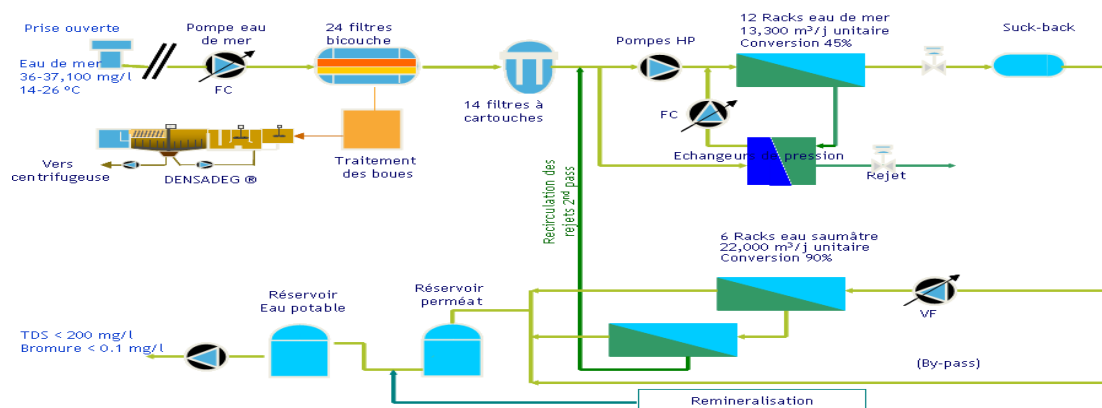 Prise ouverte
Eau de mer
36-37,100 mg/l
14-26 ºC
Pompe eau
de mer
FC
24 filtres
bicouche
14 filtres à
cartouches
Pompes HP
FC
12 Racks eau de mer
13,300 m³/j unitaire
Conversion 45%
Suck-back
Echangeurs de pression
Rejet
Vers
centrifugeuse
DENSADEG ®
Traitement
des boues
Recirculation des
rejets 2nd pass
6 Racks eau saumâtre
22,000 m³/j unitaire
Conversion 90%
VF
(By-pass)
Réservoir
Eau potable
Réservoir
perméat
TDS < 200 mg/l
Bromure < 0.1 mg/l
Remineralisation